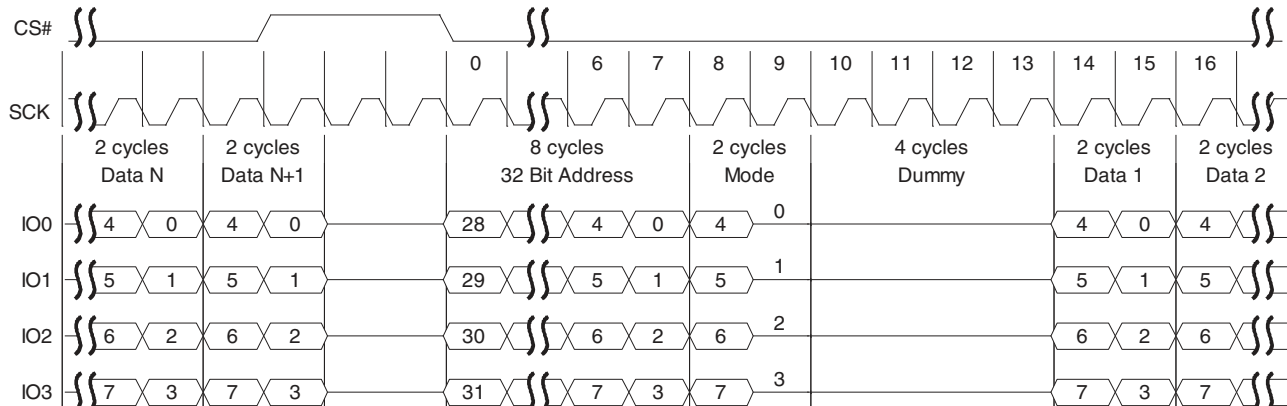 CS#
0 6 7 8 9 10 11 12 13 14 15 16
SCK
2 cycles 2 cycles 8 cycles 2 cycles 4 cycles 2 cycles 2 cycles
Data N Data N+1 32 Bit Address Mode Dummy Data 1 Data 2
IO0 4 0 4 0 28 4 0 4 0 4 0 4
IO1 5 1 5 1 29 5 1 5 1 5 1 5
IO2 6 2 6 2 30 6 2 6 2 6 2 6
IO3 7 3 7 3 31 7 3 7 3 7 3 7